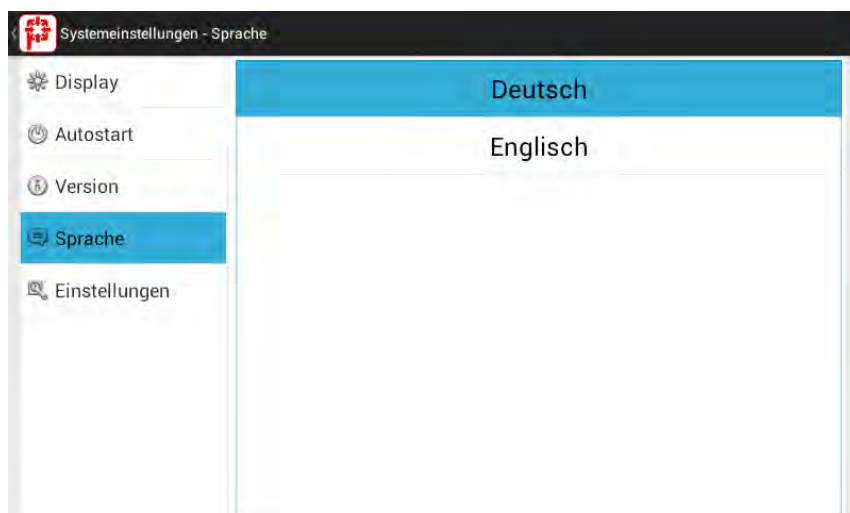 Systemeinstellungen - Sprache
Display
Autostart
Version
Sprache
Einstellungen
Deutsch
Englisch